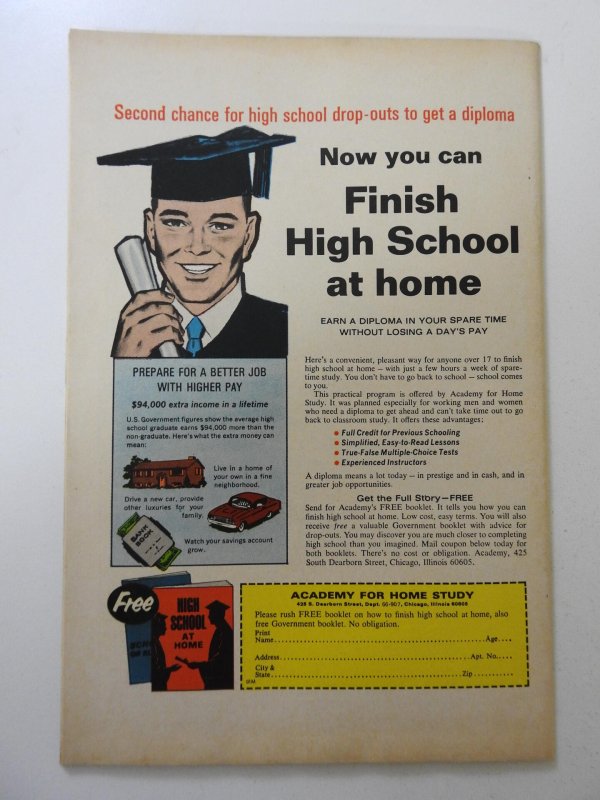 Second chance for high school drop-outs to get a diploma
Now you can
Finish
High School
at home
EARN A DIPLOMA IN YOUR SPARE TIME
WITHOUT LOSING A DAY'S PAY
PREPARE FOR A BETTER JOB
WITH HIGHER PAY
$94,000 extra income in a lifetime
U.S. Government figures show the average high
school graduate earns $94,000 more than the
non-graduate. Here's what the extra money can
mean:
Live in a home of
your own in a fine
neighborhood.
Drive a new car, provide
other luxuries for your
family.
BANK
BOOK
Watch your savings account
grow.
Here's a convenient, pleasant way for anyone over 17 to finish
high school at home – with just a few hours a week of spare-
time study. You don't have to go back to school – school comes
to you.
This practical program is offered by Academy for Home
Study. It was planned especially for working men and women
who need a diploma to get ahead and can't take time out to go
back to classroom study. It offers these advantages:
• Full Credit for Previous Schooling
• Simplified, Easy-to-Read Lessons
• True-False Multiple-Choice Tests
• Experienced Instructors
A diploma means a lot today – in prestige and in cash, and in
greater job opportunities.
Get the Full Story—FREE
Send for Academy's FREE booklet. It tells you how you can
finish high school at home. Low cost, easy terms. You will also
receive free a valuable Government booklet with advice for
drop-outs. You may discover you are much closer to completing
high school than you imagined. Mail coupon below today for
both booklets. There's no cost or obligation. Academy, 425
South Dearborn Street, Chicago, Illinois 60605.
Free
HIGH
SCHOOL
AT
HOME
ACADEMY FOR HOME STUDY
425 S. Dearborn Street, Dept. 66-907, Chicago, Illinois 60605
Please rush FREE booklet on how to finish high school at home, also
free Government booklet. No obligation.
Print
Name Age
Address Apt. No.
City &
State Zip